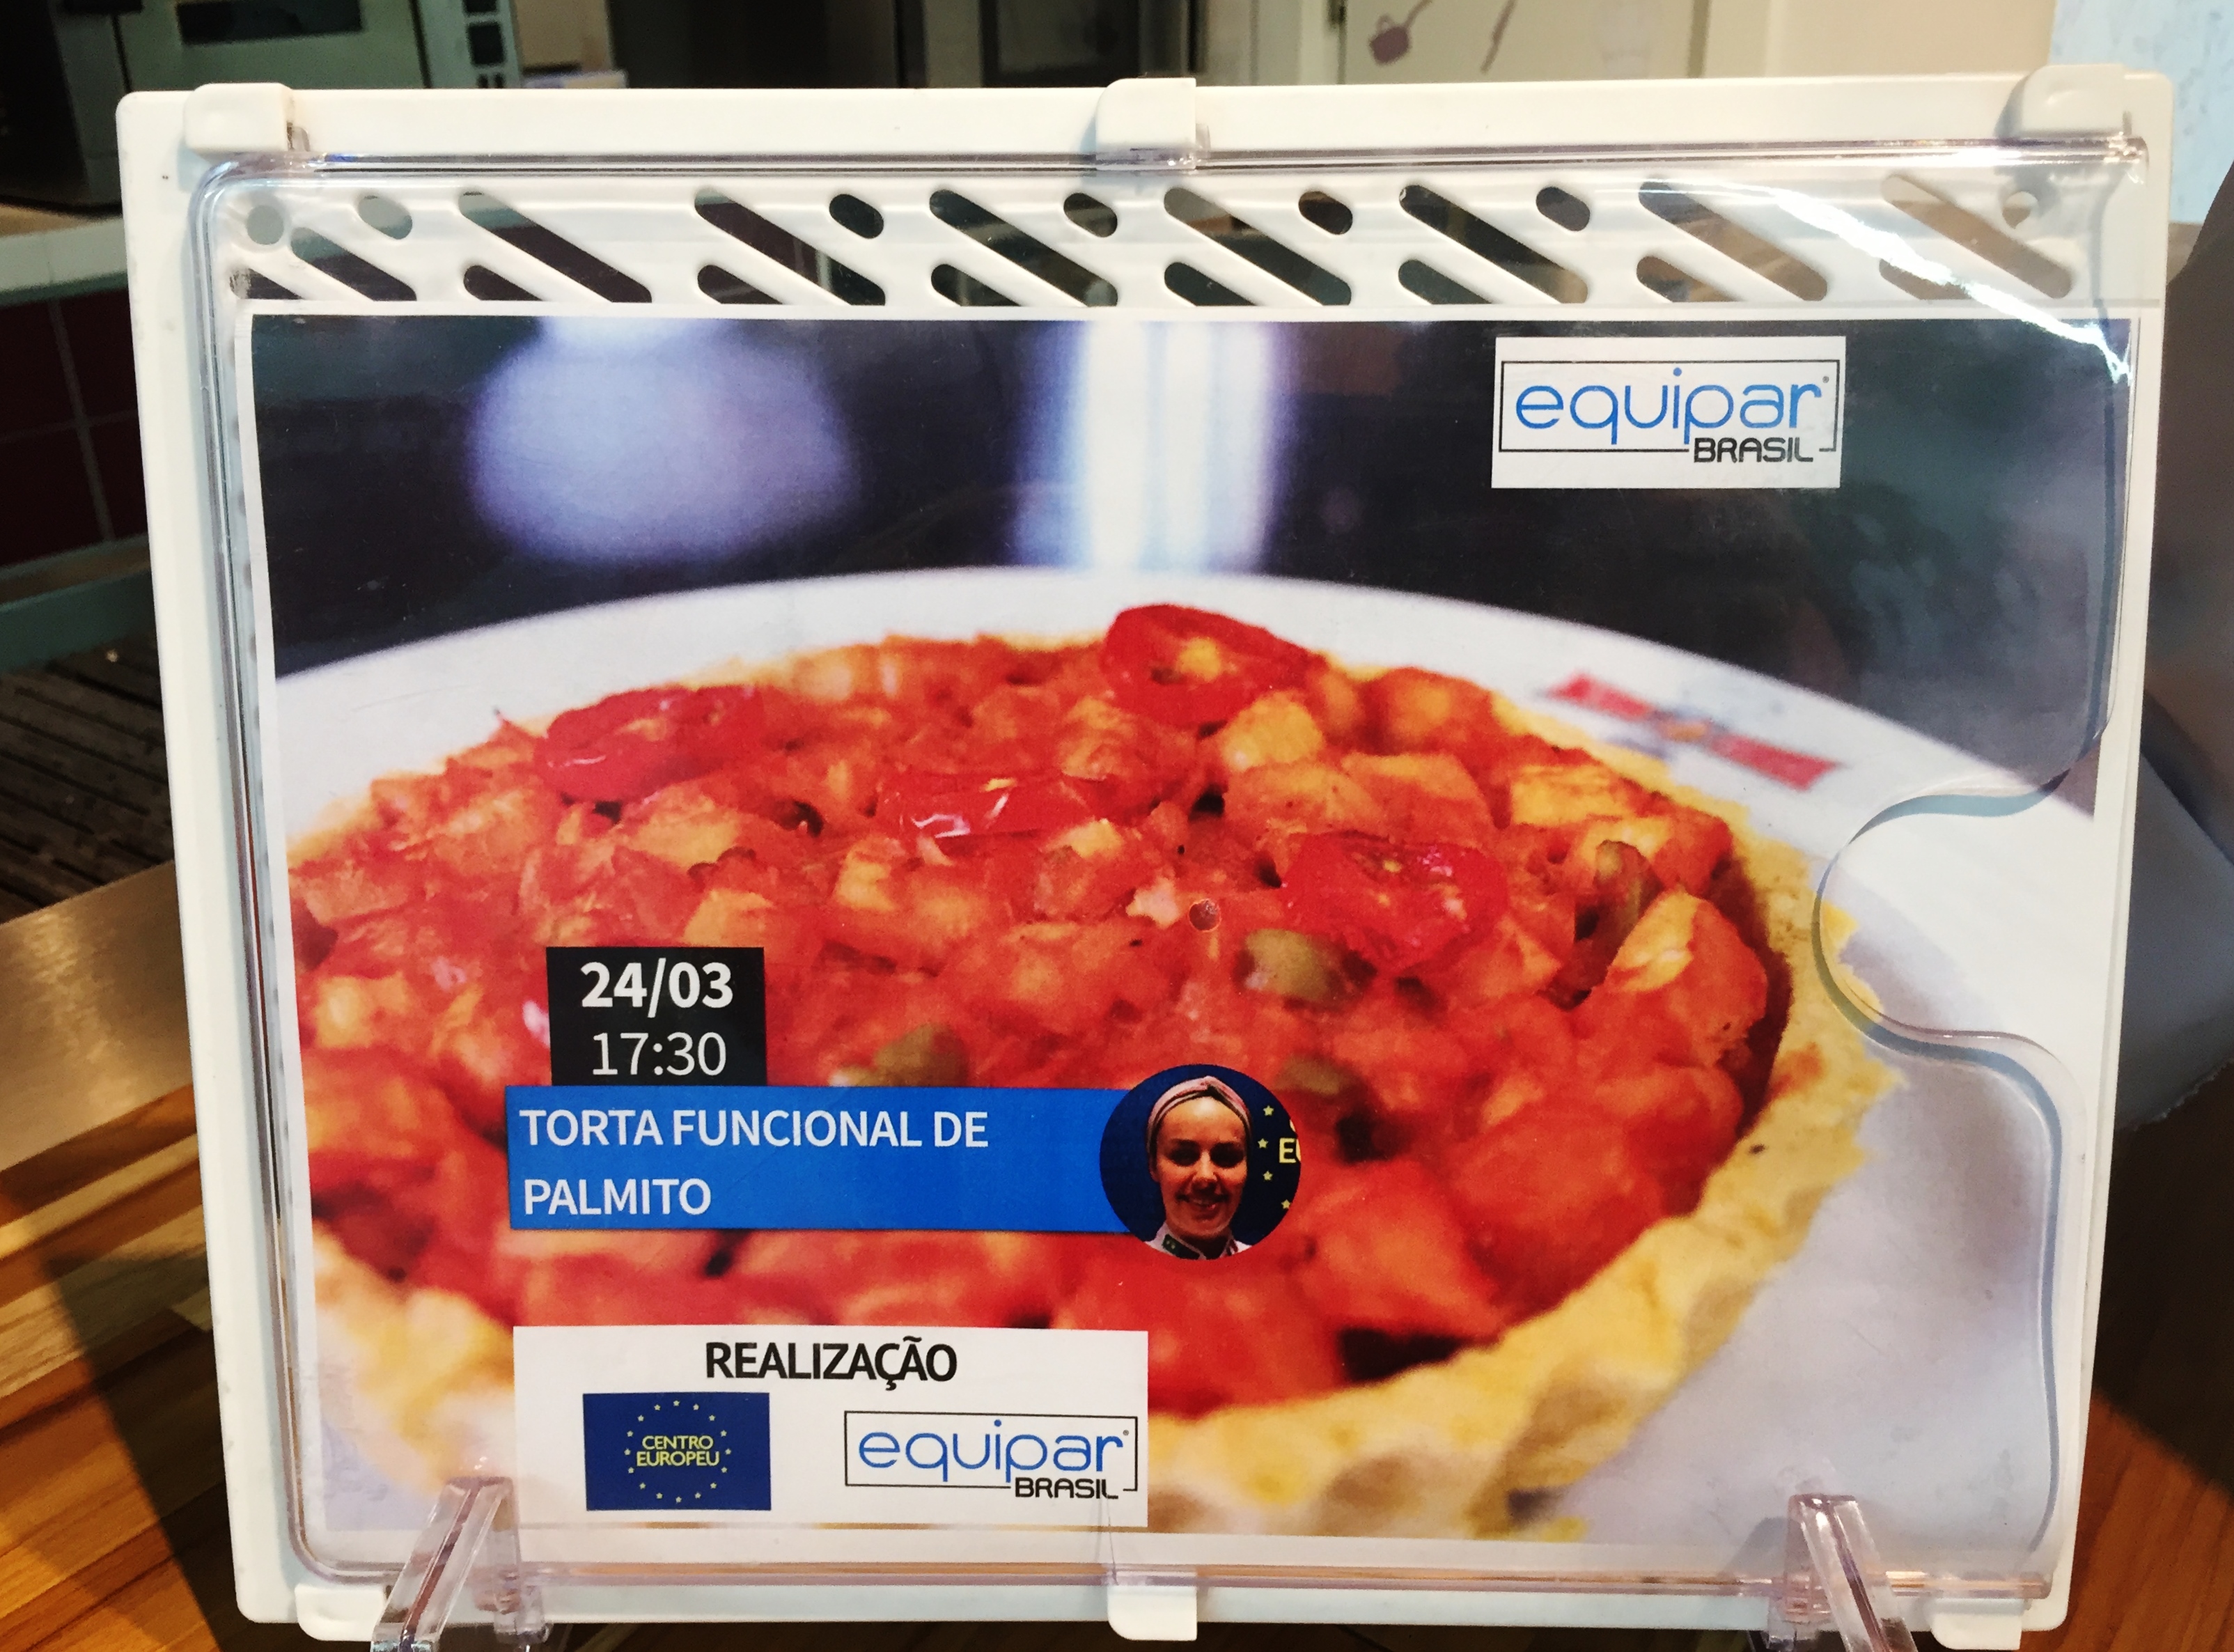 equipar
BRASIL
24/03
17:30
TORTA FUNCIONAL DE
PALMITO
REALIZAÇÃO
CENTRO
EUROPEU
equipar
BRASIL